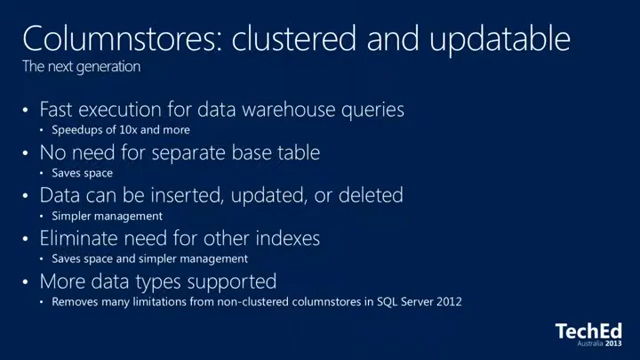 Columnstores: clustered and updatable
The next generation
• Fast execution for data warehouse queries
• Speedups of 10x and more
• No need for separate base table
• Saves space
• Data can be inserted, updated, or deleted
• Simpler management
• Eliminate need for other indexes
• Saves space and simpler management
• More data types supported
• Removes many limitations from non-clustered columnstores in SQL Server 2012
TechEd
Australia 2013